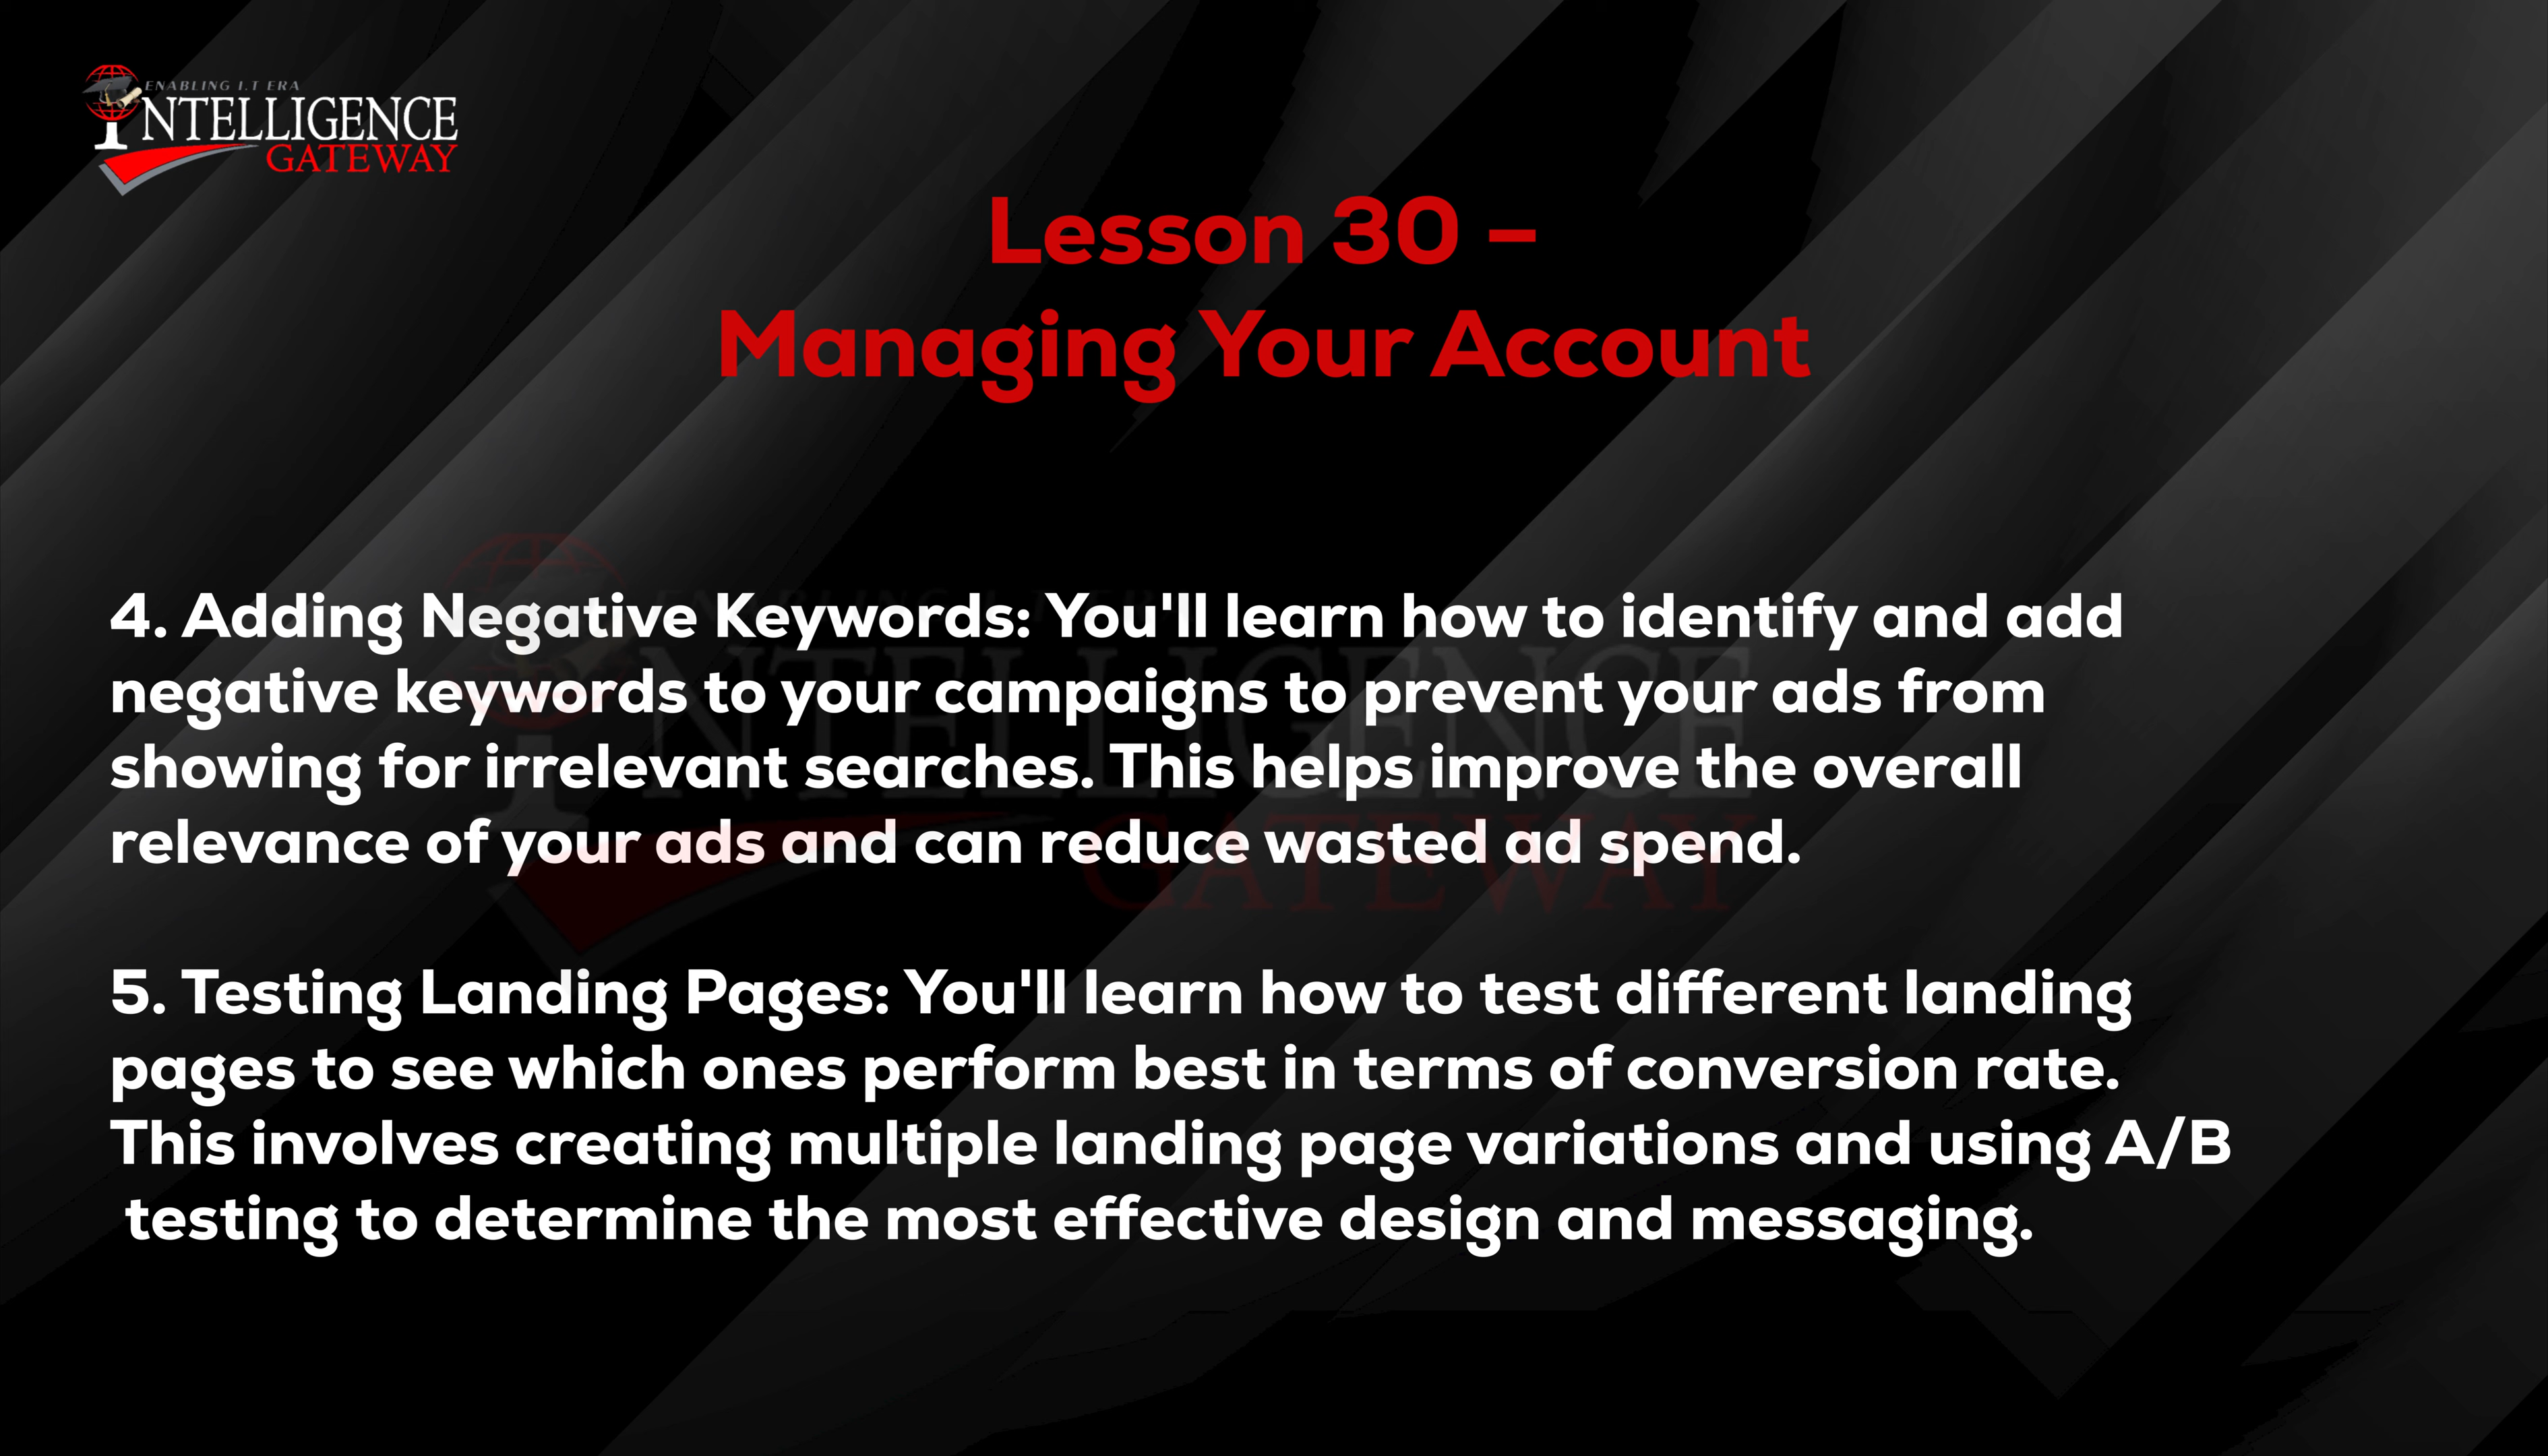 ENABLING I.T ERA
INTELLIGENCE
GATEWAY
Lesson 30 –
Managing Your Account
4. Adding Negative Keywords: You'll learn how to identify and add
negative keywords to your campaigns to prevent your ads from
showing for irrelevant searches. This helps improve the overall
relevance of your ads and can reduce wasted ad spend.
5. Testing Landing Pages: You'll learn how to test different landing
pages to see which ones perform best in terms of conversion rate.
This involves creating multiple landing page variations and using A/B
testing to determine the most effective design and messaging.
ENABLING I.T ERA
INTELLIGENCE
GATEWAY